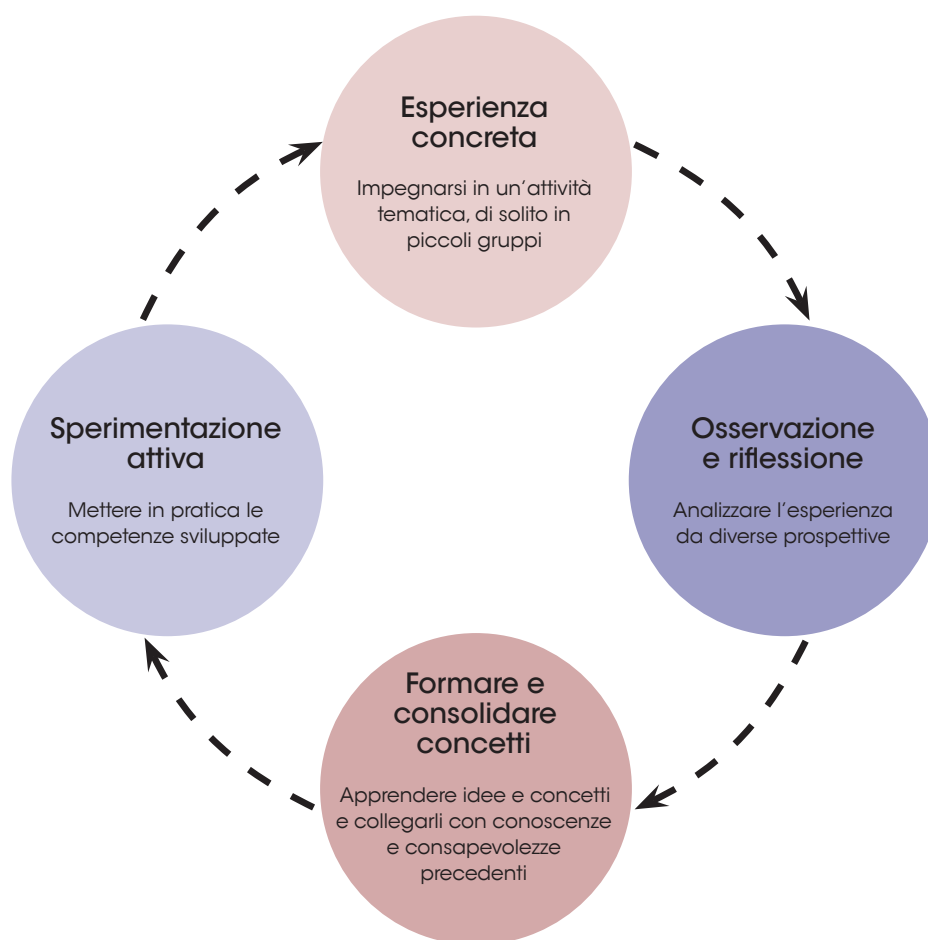 Esperienza
concreta
Impegnarsi in un'attività
tematica, di solito in
piccoli gruppi
Osservazione
e riflessione
Analizzare l'esperienza
da diverse prospettive
Formare e
consolidare
concetti
Apprendere idee e concetti
e collegarli con conoscenze
e consapevolezze
precedenti
Sperimentazione
attiva
Mettere in pratica le
competenze sviluppate